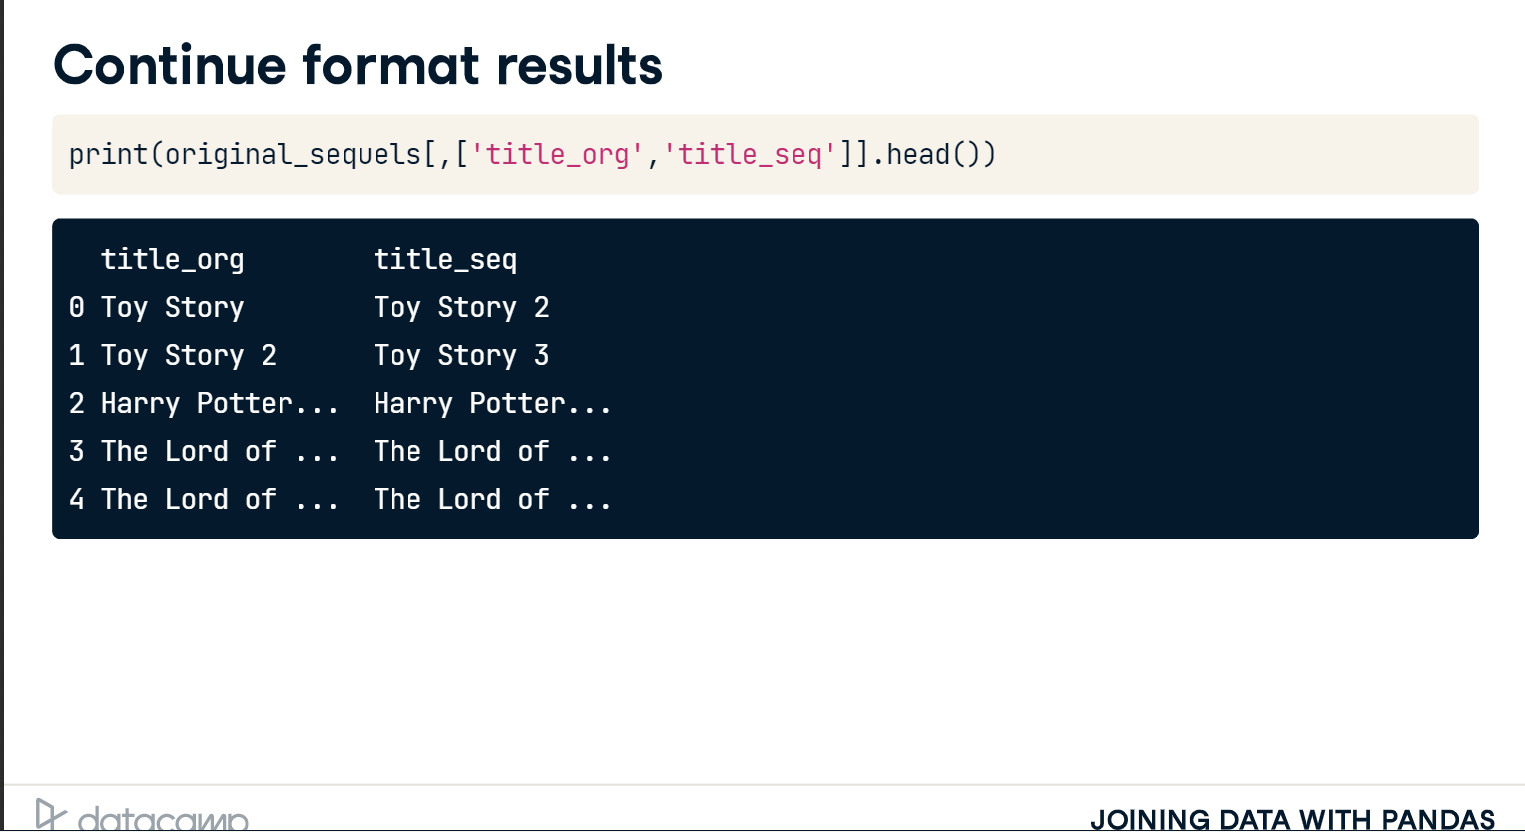 Continue format results
print(original_sequels[,['title_org','title_seq']].head())
title_org title_seq
0 Toy Story Toy Story 2
1 Toy Story 2 Toy Story 3
2 Harry Potter... Harry Potter...
3 The Lord of ... The Lord of ...
4 The Lord of ... The Lord of ...
datacamp JOINING DATA WITH PANDAS